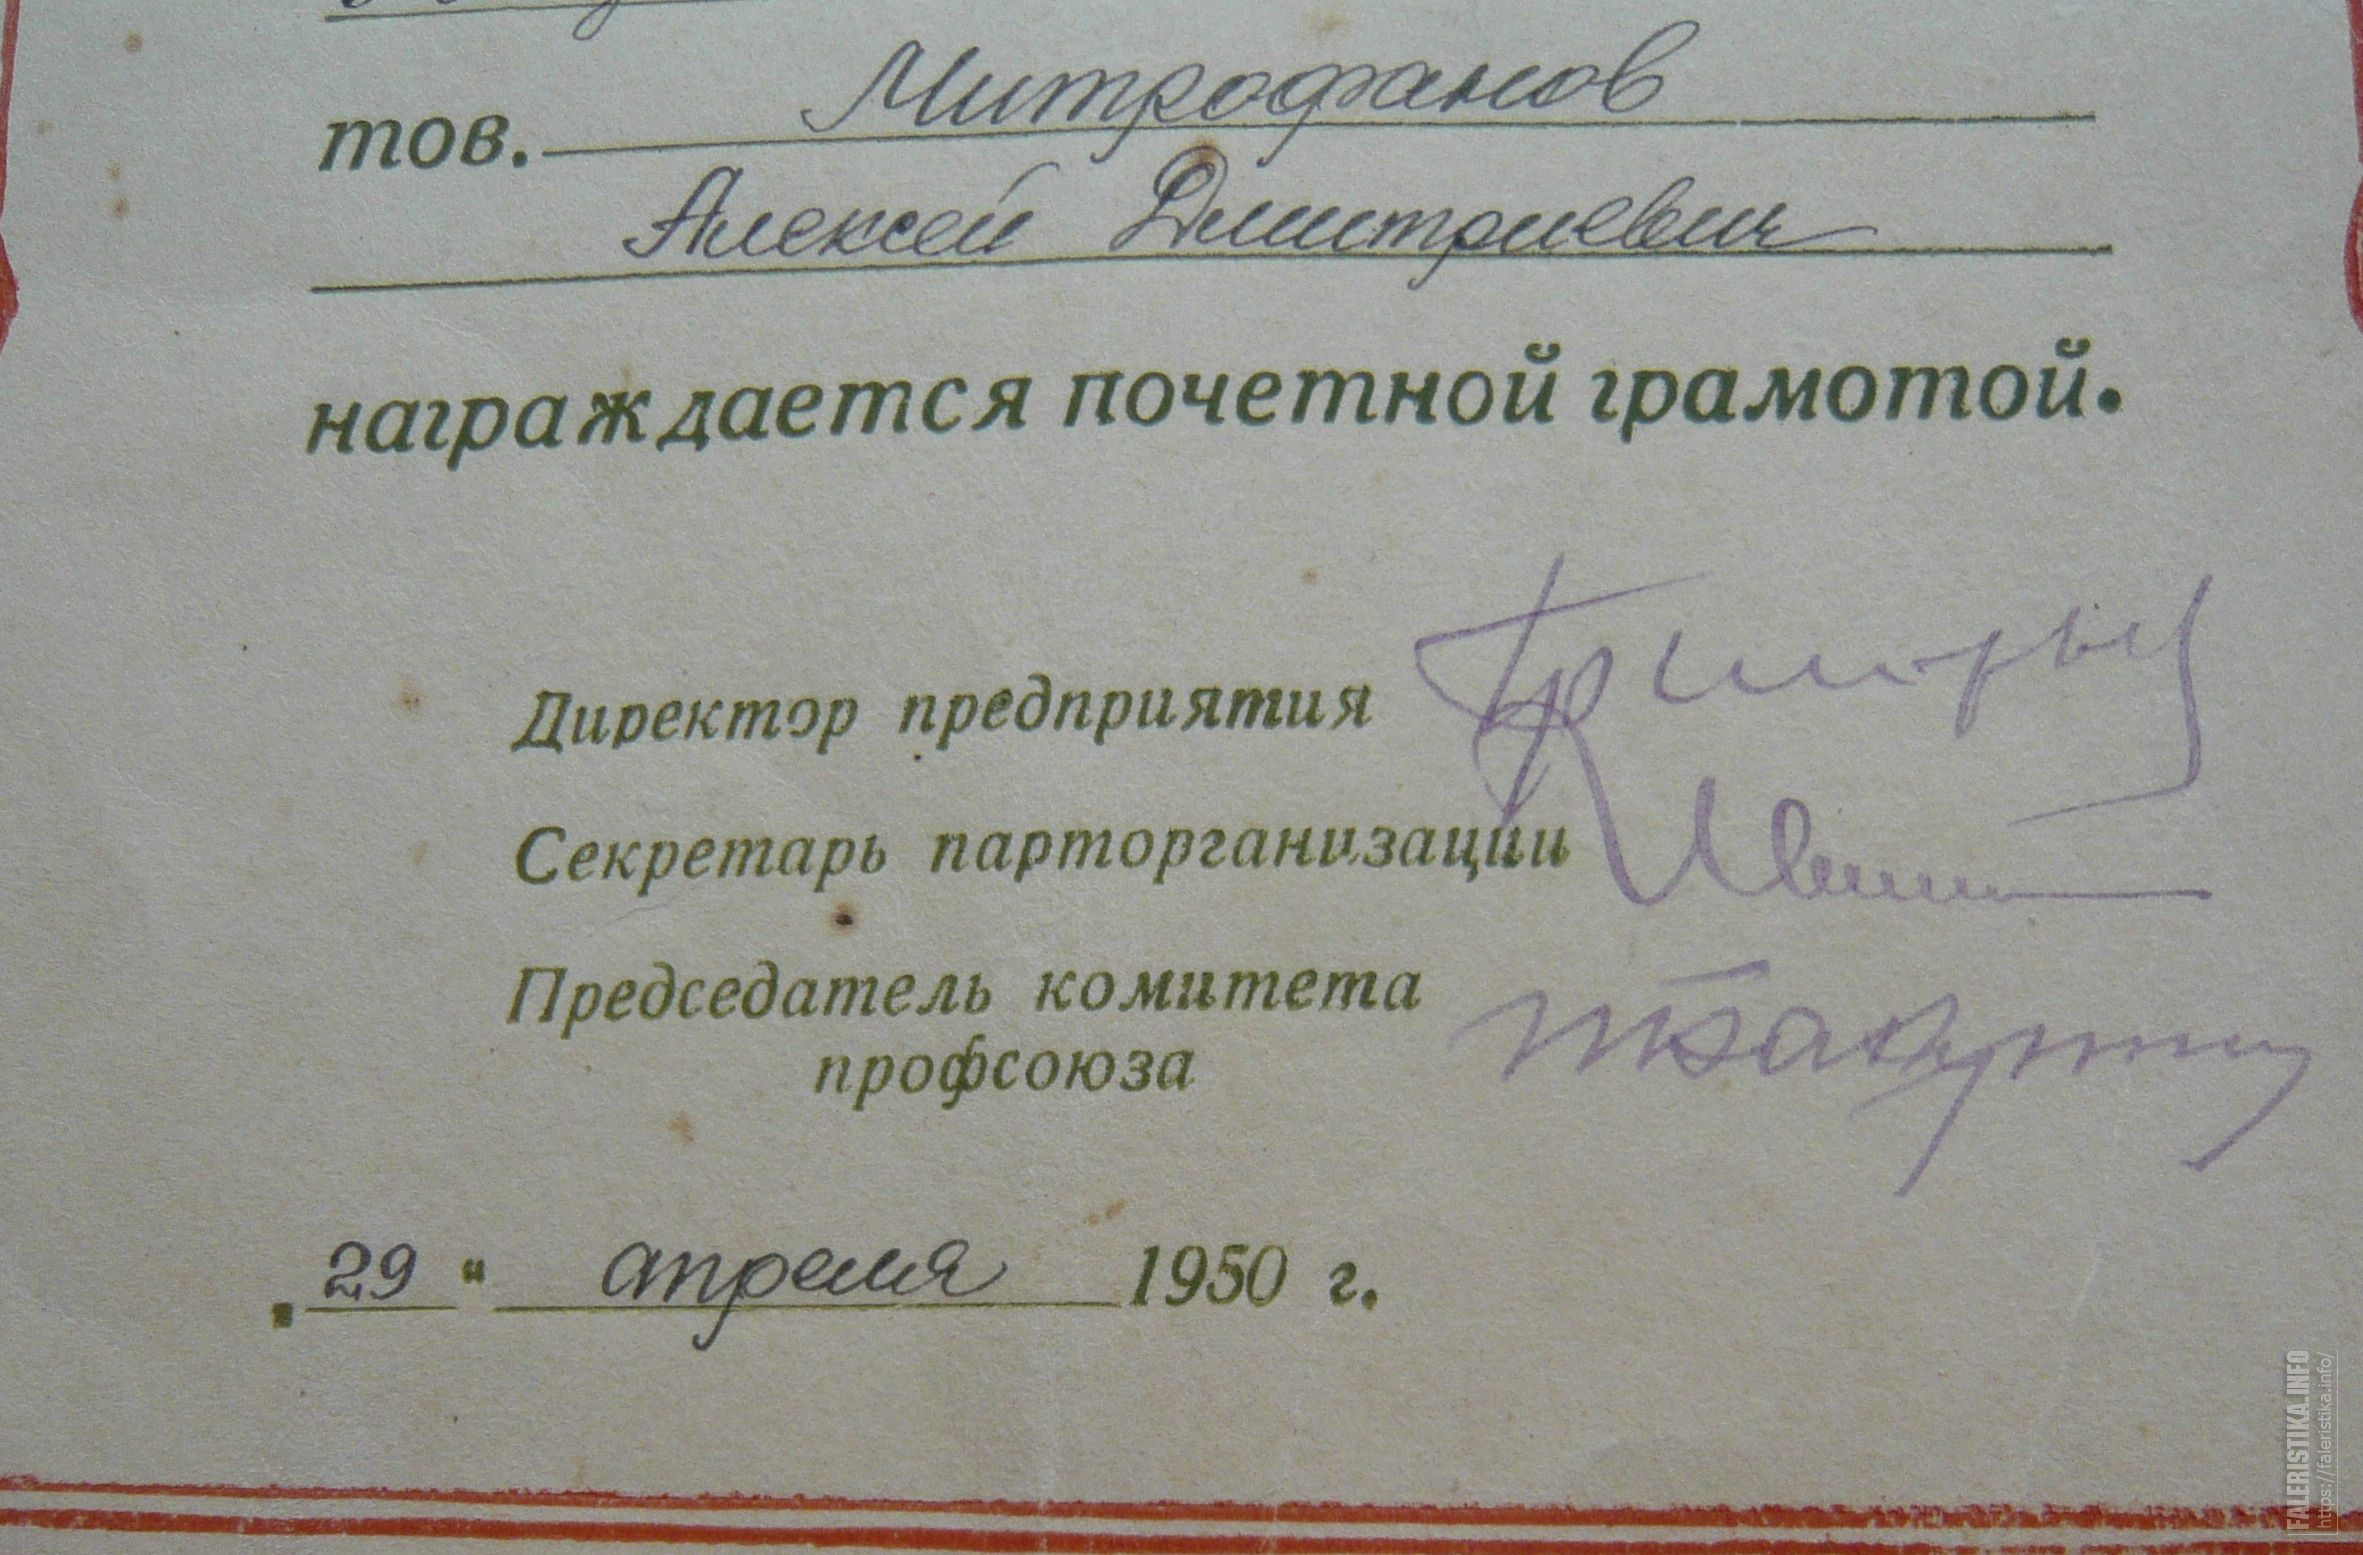 тов. Митрофанов
Алексей Дмитриевич
награждается почетной грамотой.
Директор предприятия
Секретарь парторганизации
Председатель комитета
профсоюза
„29“ апреля 1950 г.
FALERISTIKA.INFO
https://faleristika.info/